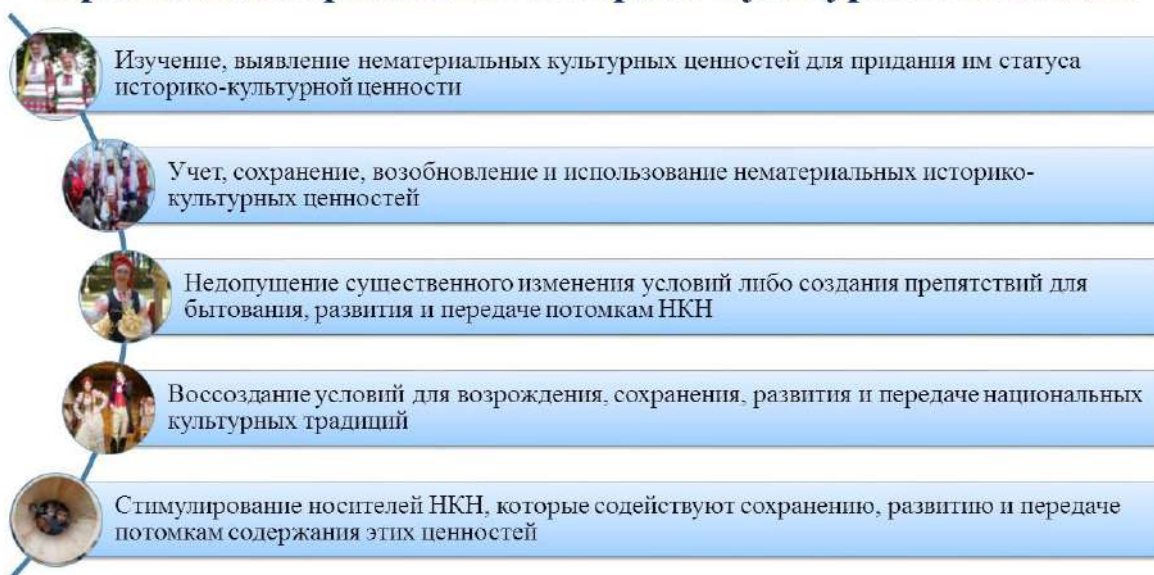 Изучение, выявление нематериальных культурных ценностей для придания им статуса
историко-культурной ценности
Учет, сохранение, возобновление и использование нематериальных историко-
культурных ценностей
Недопущение существенного изменения условий либо создания препятствий для
бытования, развития и передаче потомкам НКН
Воссоздание условий для возрождения, сохранения, развития и передаче национальных
культурных традиций
Стимулирование носителей НКН, которые содействуют сохранению, развитию и передаче
потомкам содержания этих ценностей